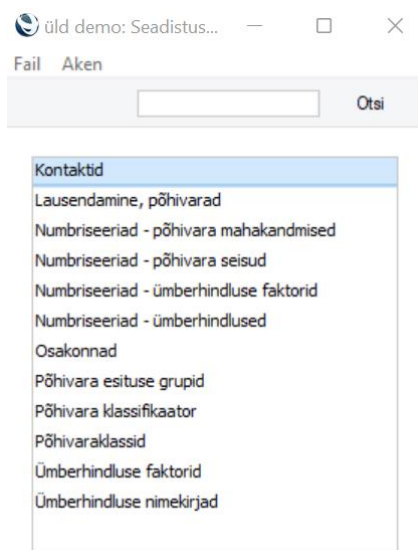 üld demo: Seadistus...
Fail Aken
Otsi
Kontaktid
Lausendamine, põhivarad
Numbriseeriad - põhivara mahakandmised
Numbriseeriad - põhivara seisud
Numbriseeriad - ümberhindluse faktorid
Numbriseeriad - ümberhindlused
Osakonnad
Põhivara esituse grupid
Põhivara klassifikaator
Põhivaraklassid
Ümberhindluse faktorid
Ümberhindluse nimekirjad